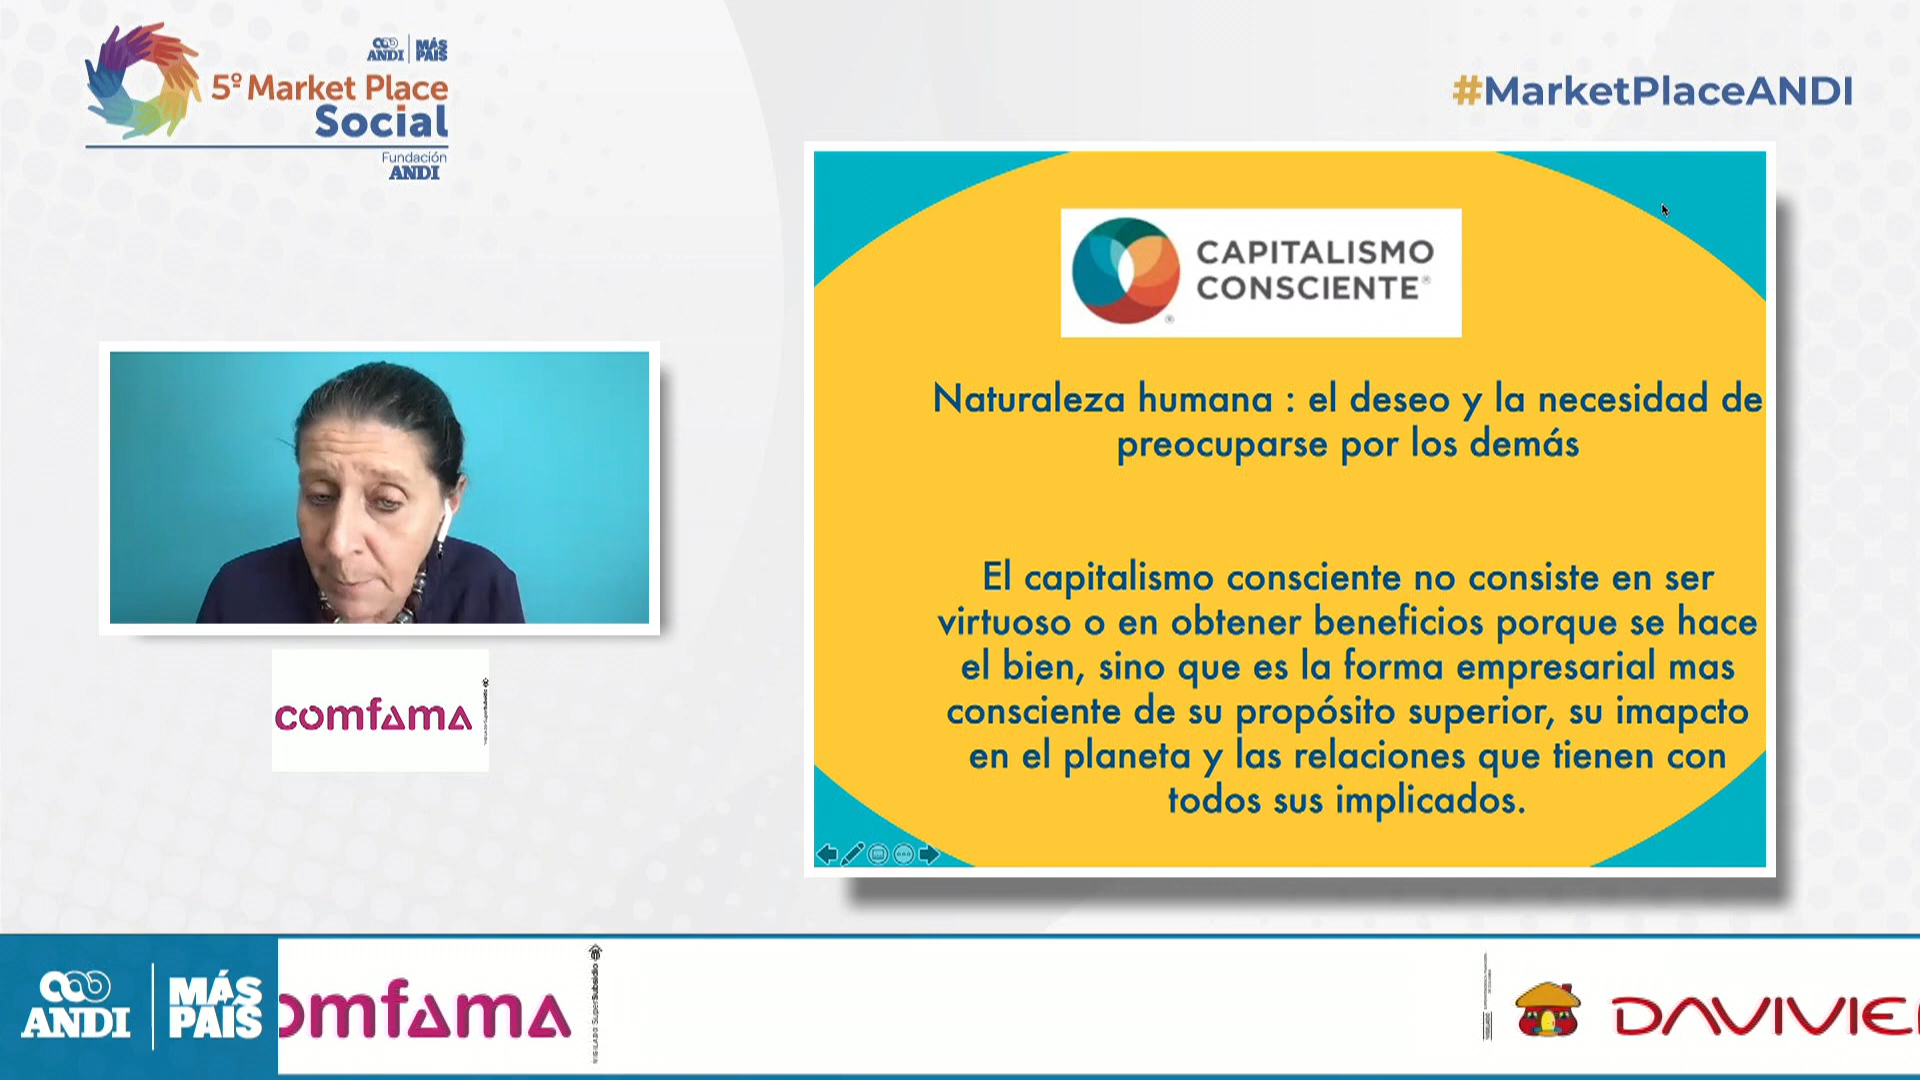 ANDI
MÁS
PAÍS
5º Market Place
Social
Fundación
ANDI
#MarketPlaceANDI
CAPITALISMO
CONSCIENTE®
®
Naturaleza humana : el deseo y la necesidad de
preocuparse por los demás
El capitalismo consciente no consiste en ser
virtuoso o en obtener beneficios porque se hace
el bien, sino que es la forma empresarial mas
consciente de su propósito superior, su imapcto
en el planeta y las relaciones que tienen con
todos sus implicados.
comfama
ANDI
MÁS
PAÍS
omfama
VIGILADO SuperSubsidio
DAVIVIE